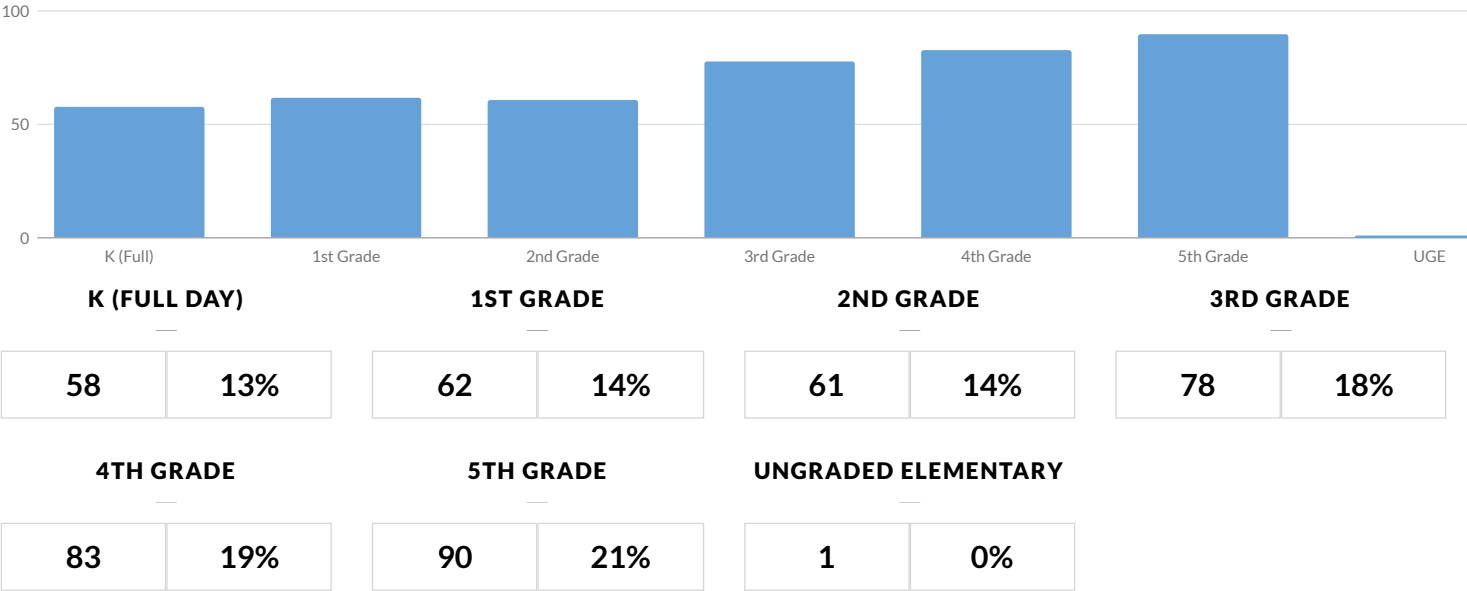 100
50
0
K (Full) 1st Grade 2nd Grade 3rd Grade 4th Grade 5th Grade UGE
K (FULL DAY) 1ST GRADE 2ND GRADE 3RD GRADE
58 13% 62 14% 61 14% 78 18%
4TH GRADE 5TH GRADE UNGRADED ELEMENTARY
83 19% 90 21% 1 0%